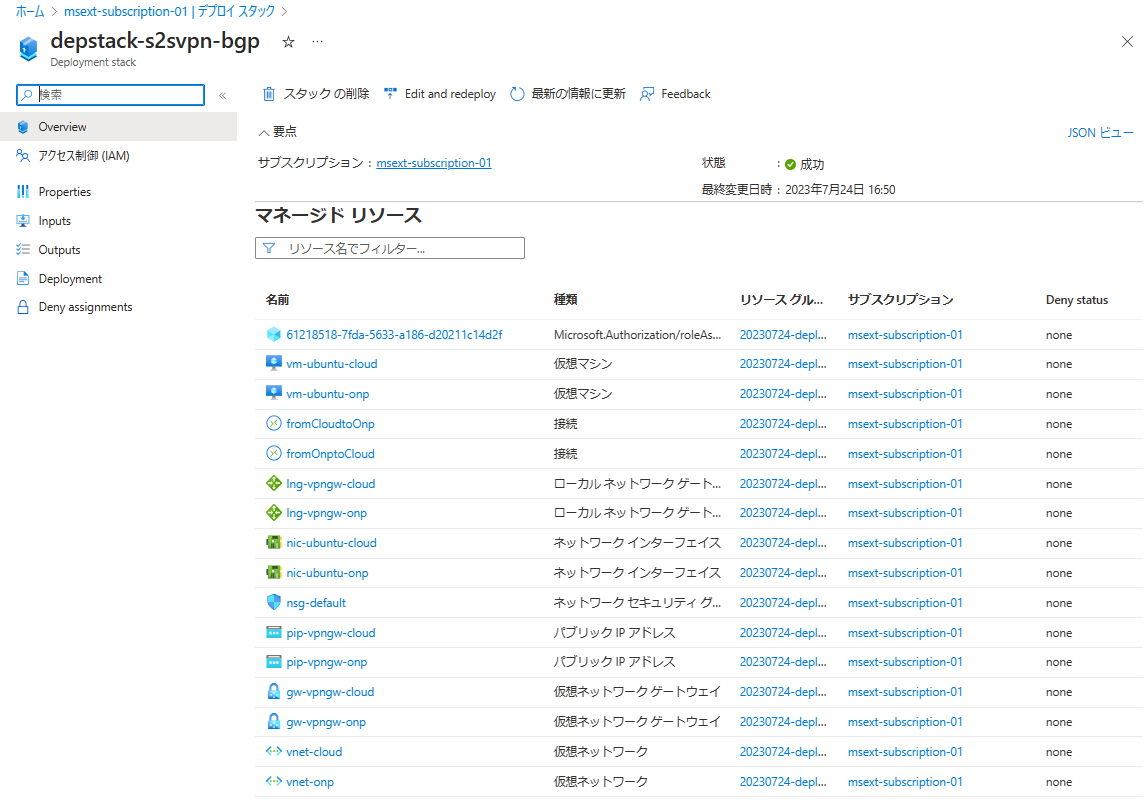 ホーム > msext-subscription-01 | デプロイ スタック >
depstack-s2svpn-bgp ☆ ...
Deployment stack
検索 «
スタックの削除 Edit and redeploy 最新の情報に更新 Feedback
Overview
アクセス制御 (IAM)
Properties
Inputs
Outputs
Deployment
Deny assignments
要点 JSON ビュー
サブスクリプション : msext-subscription-01 状態 : 成功
最終変更日時 : 2023年7月24日 16:50
マネージド リソース
リソース名でフィルター...
名前 種類 リソース グル... サブスクリプション Deny status
61218518-7fda-5633-a186-d20211c14d2f Microsoft.Authorization/roleAs... 20230724-depl... msext-subscription-01 none
vm-ubuntu-cloud 仮想マシン 20230724-depl... msext-subscription-01 none
vm-ubuntu-onp 仮想マシン 20230724-depl... msext-subscription-01 none
fromCloudtoOnp 接続 20230724-depl... msext-subscription-01 none
fromOnptoCloud 接続 20230724-depl... msext-subscription-01 none
lng-vpngw-cloud ローカル ネットワーク ゲート... 20230724-depl... msext-subscription-01 none
lng-vpngw-onp ローカル ネットワーク ゲート... 20230724-depl... msext-subscription-01 none
nic-ubuntu-cloud ネットワーク インターフェイス 20230724-depl... msext-subscription-01 none
nic-ubuntu-onp ネットワーク インターフェイス 20230724-depl... msext-subscription-01 none
nsg-default ネットワーク セキュリティ グ... 20230724-depl... msext-subscription-01 none
pip-vpngw-cloud パブリック IP アドレス 20230724-depl... msext-subscription-01 none
pip-vpngw-onp パブリック IP アドレス 20230724-depl... msext-subscription-01 none
gw-vpngw-cloud 仮想ネットワーク ゲートウェイ 20230724-depl... msext-subscription-01 none
gw-vpngw-onp 仮想ネットワーク ゲートウェイ 20230724-depl... msext-subscription-01 none
vnet-cloud 仮想ネットワーク 20230724-depl... msext-subscription-01 none
vnet-onp 仮想ネットワーク 20230724-depl... msext-subscription-01 none